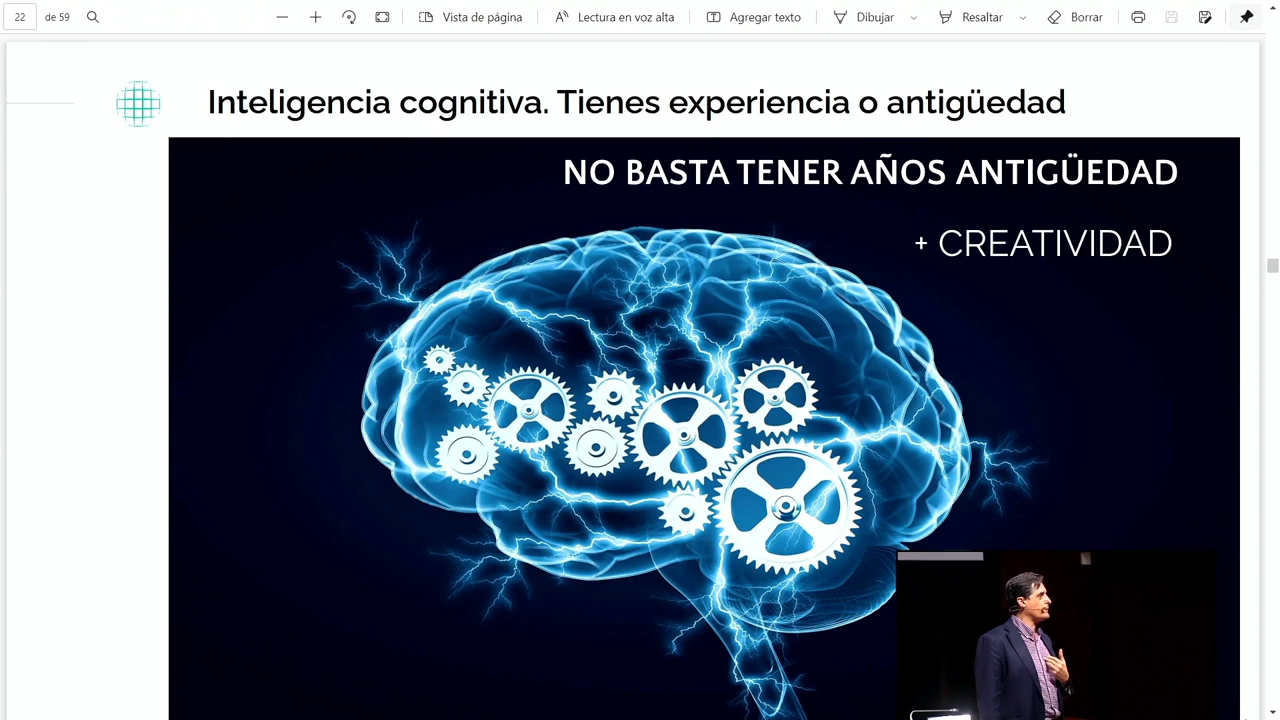 22 de 59 Vista de página Lectura en voz alta Agregar texto Dibujar Resaltar Borrar
Inteligencia cognitiva. Tienes experiencia o antigüedad
NO BASTA TENER AÑOS ANTIGÜEDAD
+ CREATIVIDAD